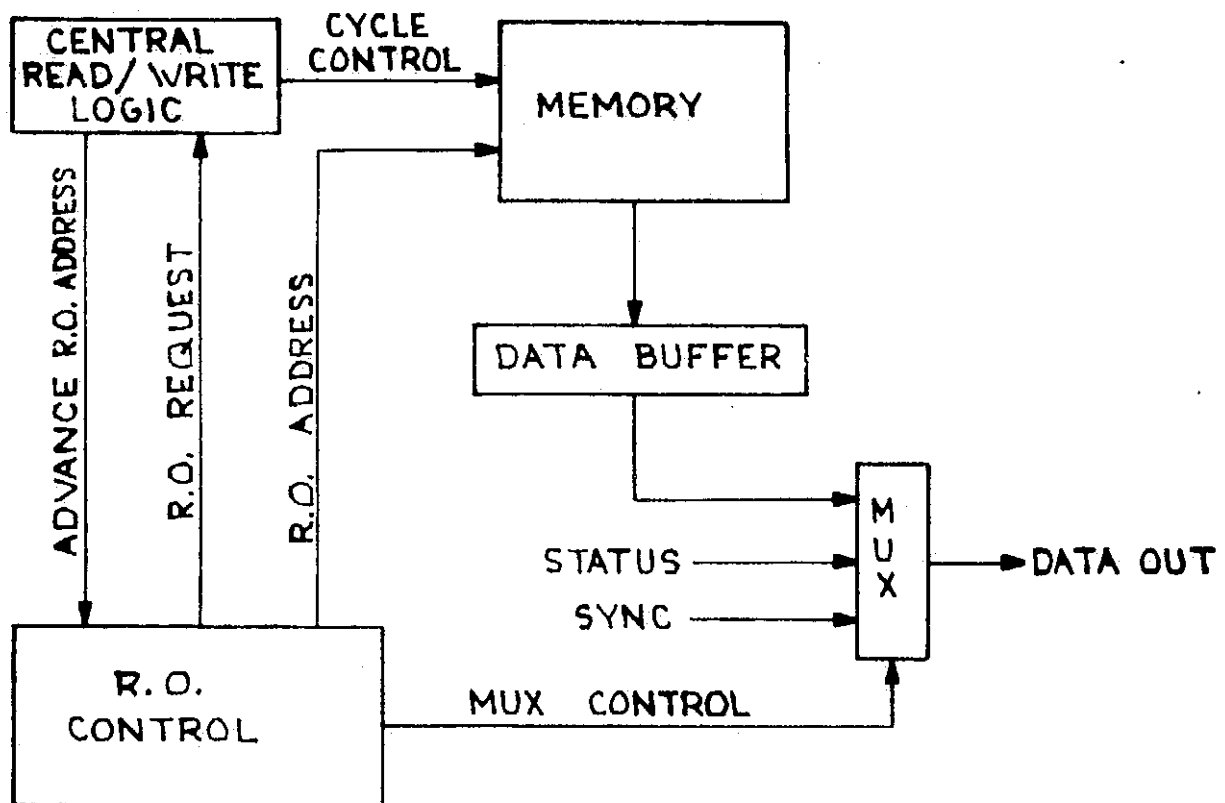 CENTRAL
READ/WRITE
LOGIC
CYCLE
CONTROL
MEMORY
ADVANCE R.O. ADDRESS
R.O. REQUEST
R.O. ADDRESS
DATA BUFFER
MUX
STATUS
SYNC
DATA OUT
R.O.
CONTROL
MUX CONTROL